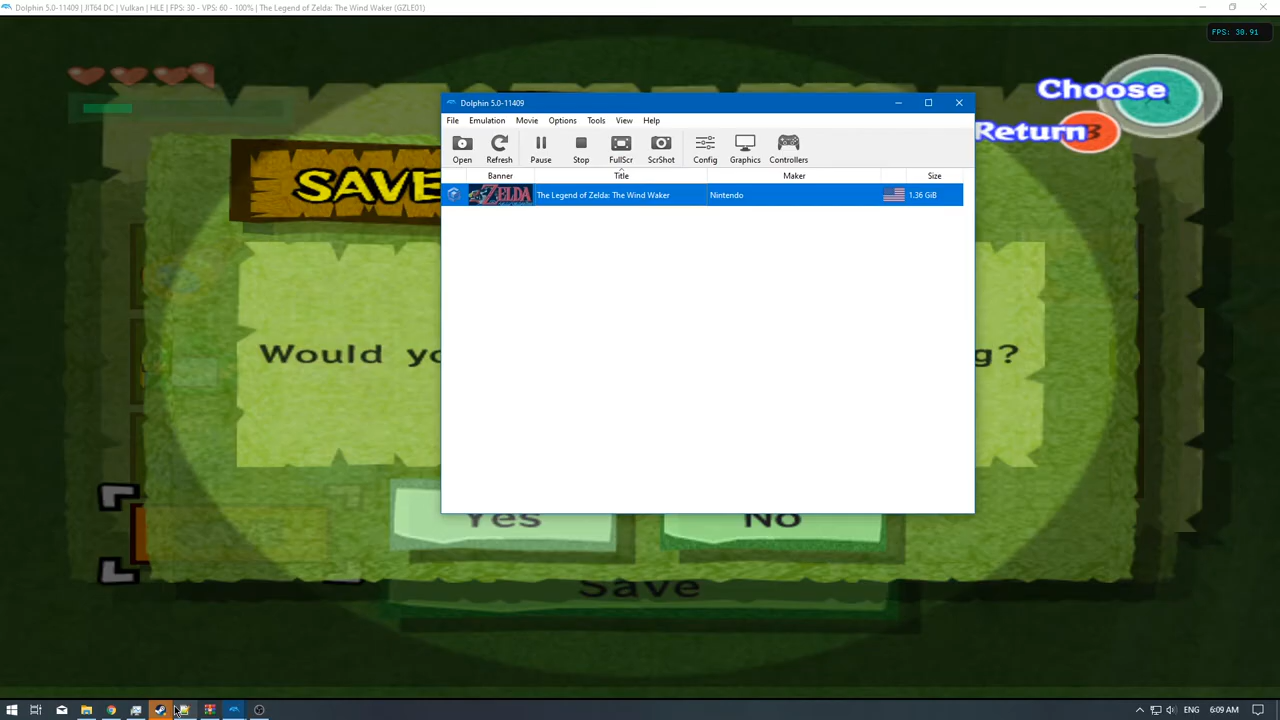 Dolphin 5.0-11409 | JIT64 DC | Vulkan | HLE | FPS: 30 - VPS: 60 - 100% | The Legend of Zelda: The Wind Waker (GZLE01)
FPS: 30.91
Choose A
Return B
SAVE
Dolphin 5.0-11409
File Emulation Movie Options Tools View Help
Open Refresh Pause Stop FullScr ScrShot Config Graphics Controllers
Banner Title Maker Size
ZELDA The Legend of Zelda: The Wind Waker Nintendo 1.36 GiB
Would g?
Yes No
Save
ENG 6:09 AM